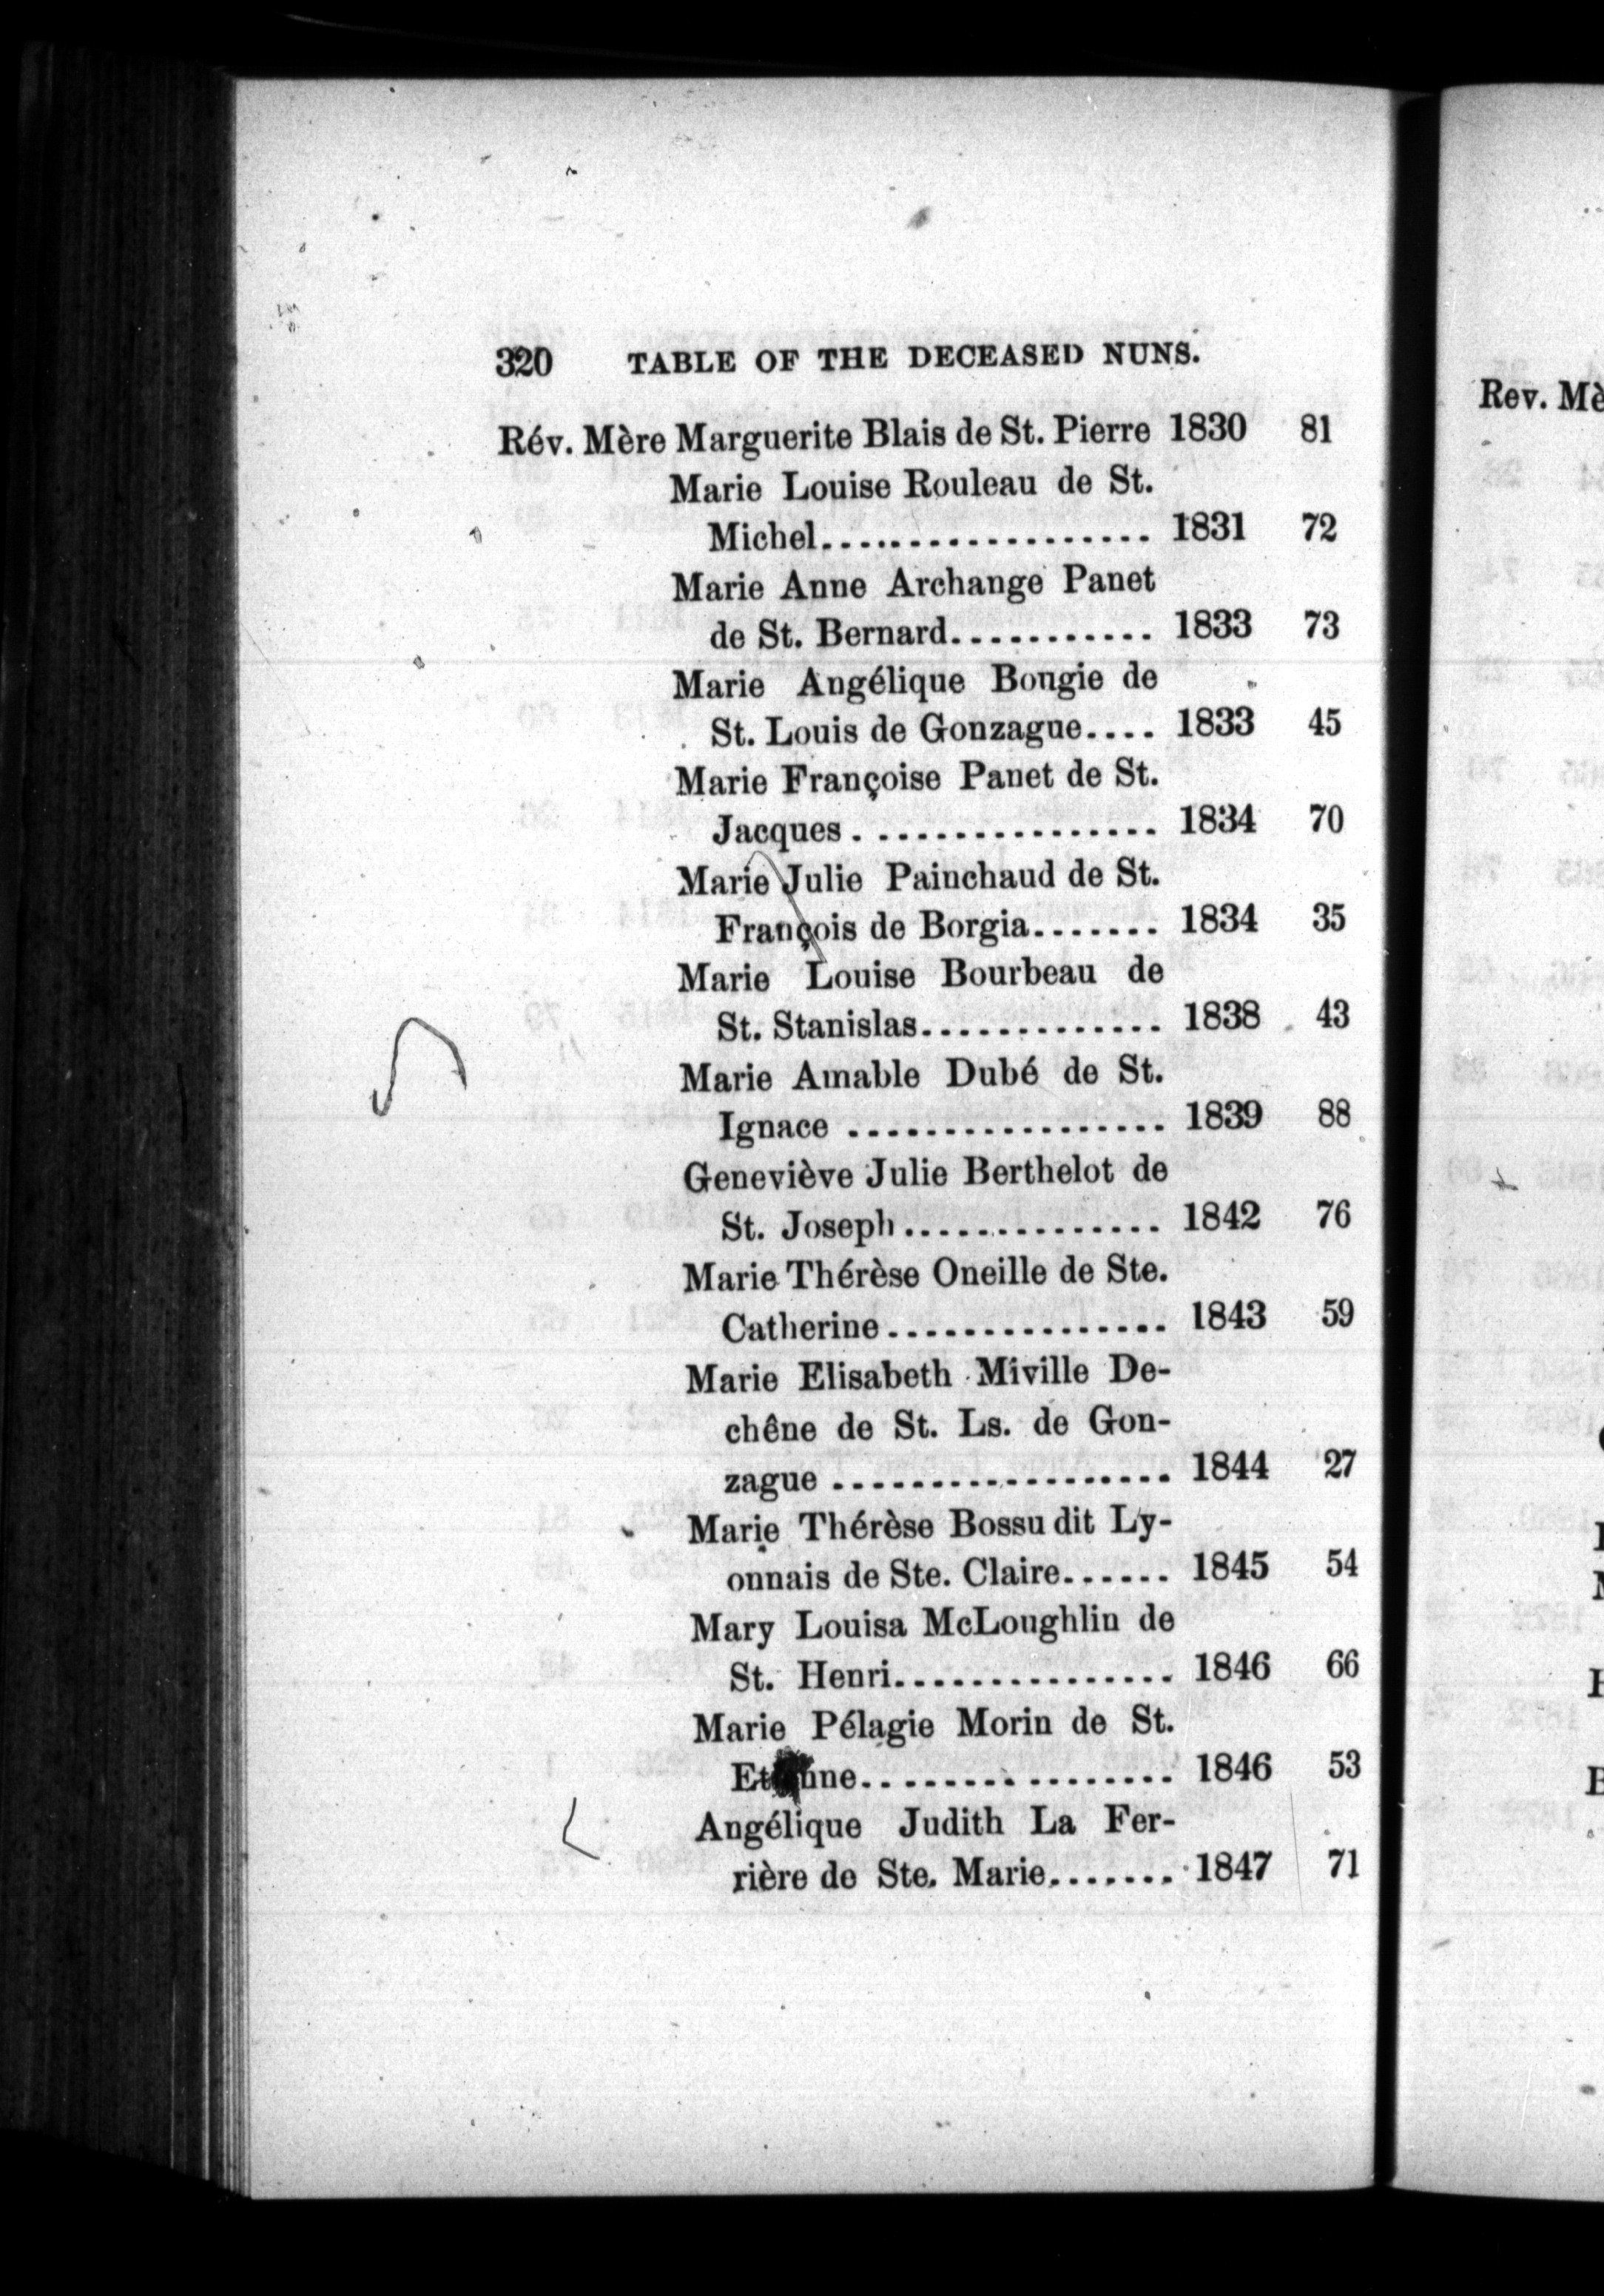 320 TABLE OF THE DECEASED NUNS.
Rév. Mère Marguerite Blais de St. Pierre 1830 81
Marie Louise Rouleau de St.
Michel.................. 1831 72
Marie Anne Archange Panet
de St. Bernard........... 1833 73
Marie Angélique Bougie de
St. Louis de Gonzague.... 1833 45
Marie Françoise Panet de St.
Jacques................ 1834 70
Marie Julie Painchaud de St.
François de Borgia....... 1834 35
Marie Louise Bourbeau de
St. Stanislas............. 1838 43
Marie Amable Dubé de St.
Ignace ................. 1839 88
Geneviève Julie Berthelot de
St. Joseph.............. 1842 76
Marie Thérèse Oneille de Ste.
Catherine............... 1843 59
Marie Elisabeth Miville De-
chêne de St. Ls. de Gon-
zague .................. 1844 27
Marie Thérèse Bossu dit Ly-
onnais de Ste. Claire...... 1845 54
Mary Louisa McLoughlin de
St. Henri............... 1846 66
Marie Pélagie Morin de St.
Etienne................. 1846 53
Angélique Judith La Fer-
rière de Ste. Marie....... 1847 71
Rev. Mè